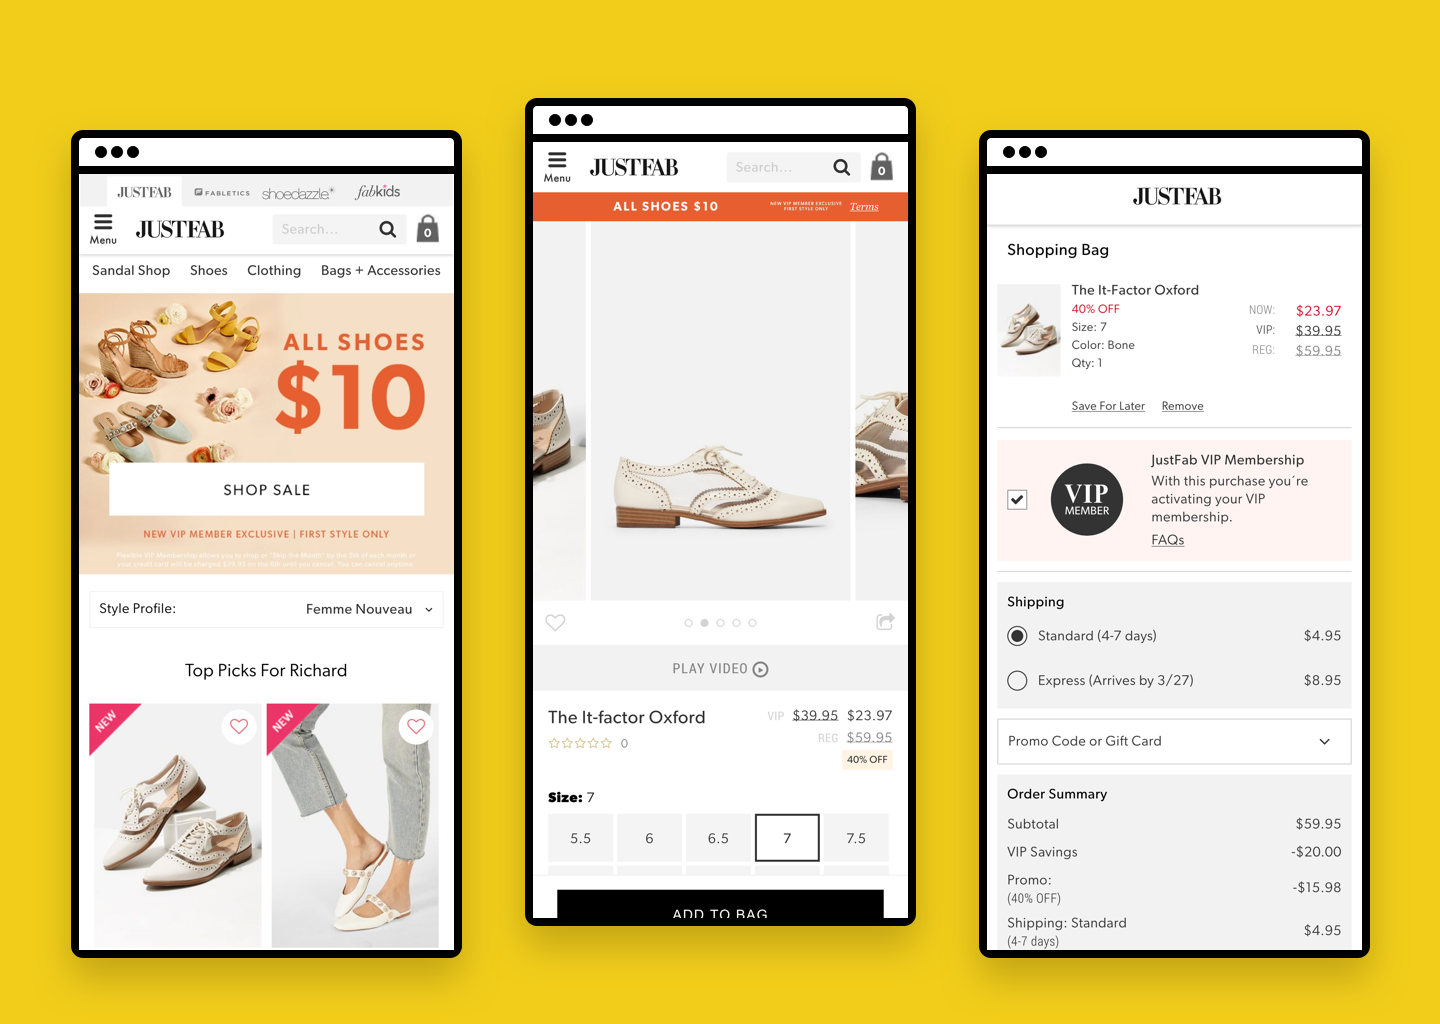 JUSTFAB
FABLETICS
shoedazzle
fabkids
Menu
JUSTFAB
Search...
0
Sandal Shop
Shoes
Clothing
Bags + Accessories
ALL SHOES
$10
SHOP SALE
NEW VIP MEMBER EXCLUSIVE | FIRST STYLE ONLY
Style Profile:
Femme Nouveau
Top Picks For Richard
NEW
NEW
Menu
JUSTFAB
Search...
0
ALL SHOES $10
NEW VIP MEMBER EXCLUSIVE
FIRST STYLE ONLY
Terms
PLAY VIDEO
The It-factor Oxford
VIP $39.95 $23.97
0
REG $59.95
40% OFF
Size: 7
5.5
6
6.5
7
7.5
ADD TO BAG
JUSTFAB
Shopping Bag
The It-Factor Oxford
40% OFF
Size: 7
Color: Bone
Qty: 1
NOW: $23.97
VIP: $39.95
REG: $59.95
Save For Later
Remove
VIP
MEMBER
JustFab VIP Membership
With this purchase you´re
activating your VIP
membership.
FAQs
Shipping
Standard (4-7 days) $4.95
Express (Arrives by 3/27) $8.95
Promo Code or Gift Card
Order Summary
Subtotal $59.95
VIP Savings -$20.00
Promo: -$15.98
(40% OFF)
Shipping: Standard $4.95
(4-7 days)